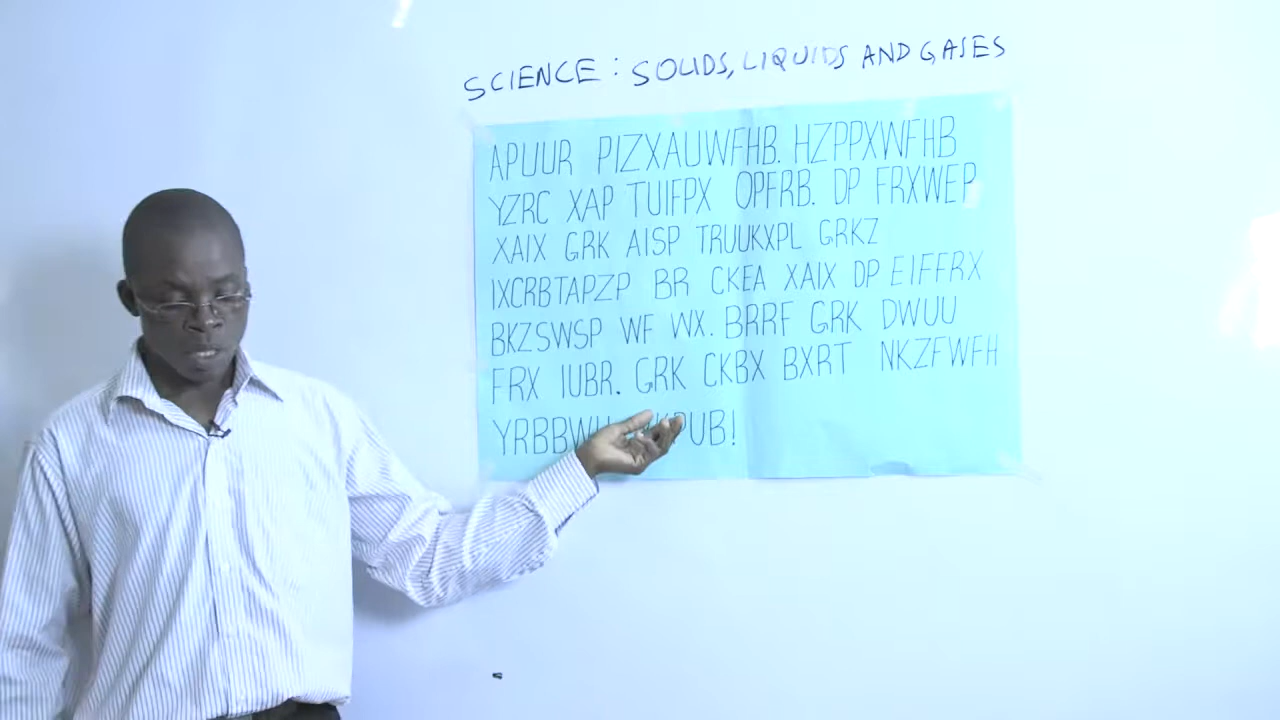 SCIENCE: SOLIDS, LIQUIDS AND GASES
APUUR PIZXAUWFHB. HZPPXWFHB
YZRC XAP TUIFPX OPFRB. DP FRXWEP
XAIX GRK AISP TRUUKXPL GRKZ
IXCRBTAPZP BR CKEA XAIX DP EIFFRX
BKZSWSP WF WX. BRRF GRK DWUU
FRX IUBR. GRK CKBX BXRT NKZFWFH